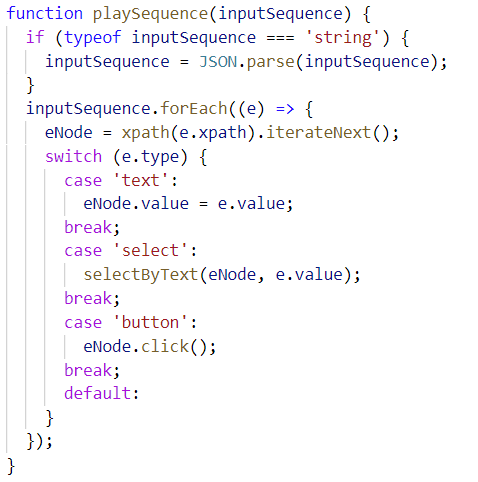 function playSequence(inputSequence) {
  if (typeof inputSequence === 'string') {
    inputSequence = JSON.parse(inputSequence);
  }
  inputSequence.forEach((e) => {
    eNode = xpath(e.xpath).iterateNext();
    switch (e.type) {
      case 'text':
        eNode.value = e.value;
      break;
      case 'select':
        selectByText(eNode, e.value);
      break;
      case 'button':
        eNode.click();
      break;
      default:
    }
  });
}